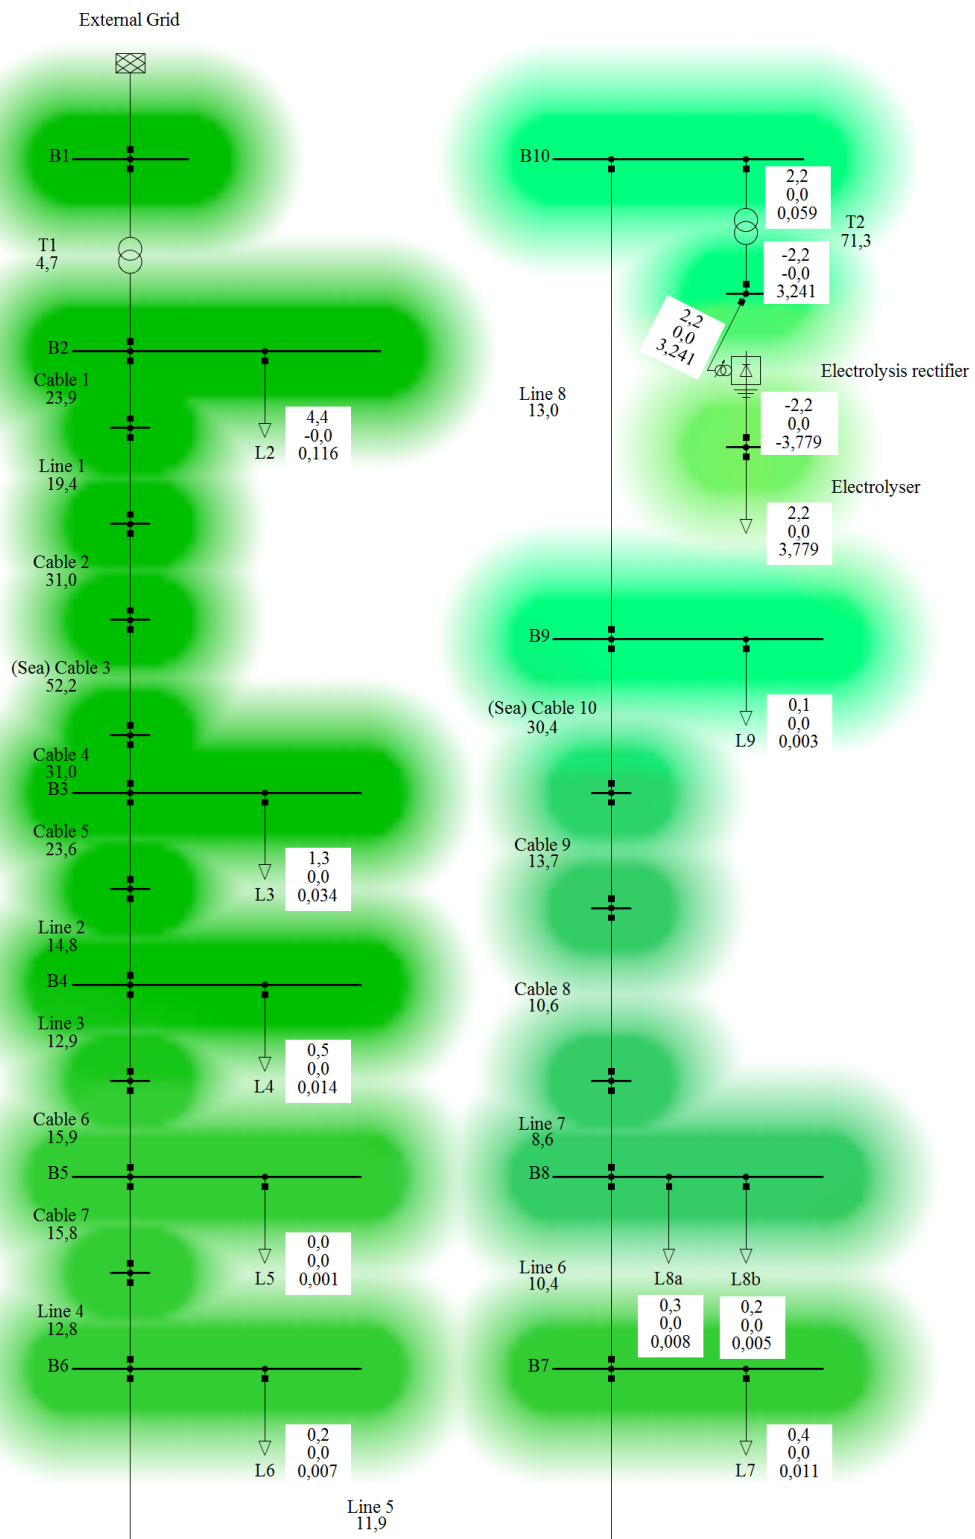 External Grid
B1
T1
4,7
B2
Cable 1
23,9
4,4
-0,0
0,116
L2
Line 1
19,4
Cable 2
31,0
(Sea) Cable 3
52,2
Cable 4
31,0
B3
Cable 5
23,6
1,3
0,0
0,034
L3
Line 2
14,8
B4
Line 3
12,9
0,5
0,0
0,014
L4
Cable 6
15,9
B5
Cable 7
15,8
0,0
0,0
0,001
L5
Line 4
12,8
B6
0,2
0,0
0,007
L6
Line 5
11,9
B10
2,2
0,0
0,059
T2
71,3
-2,2
-0,0
3,241
2,2
0,0
3,241
Electrolysis rectifier
Line 8
13,0
-2,2
0,0
-3,779
Electrolyser
2,2
0,0
3,779
B9
(Sea) Cable 10
30,4
0,1
0,0
0,003
L9
Cable 9
13,7
Cable 8
10,6
Line 7
8,6
B8
Line 6
10,4
L8a
L8b
0,3
0,0
0,008
0,2
0,0
0,005
B7
0,4
0,0
0,011
L7